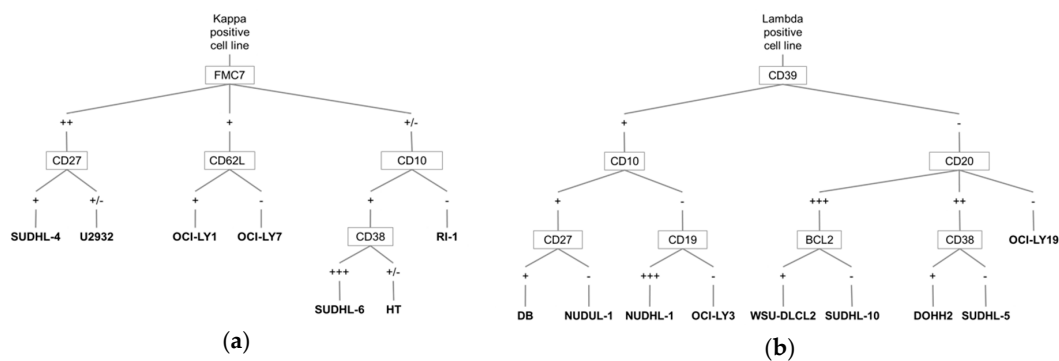 Kappa
positive
cell line
FMC7
++ + +/-
CD27 CD62L CD10
+ +/- + - + -
SUDHL-4 U2932 OCI-LY1 OCI-LY7 CD38 RI-1
+++ +/-
SUDHL-6 HT
(a)
Lambda
positive
cell line
CD39
+ -
CD10 CD20
+ - +++ ++ -
CD27 CD19 BCL2 CD38 OCI-LY19
+ - +++ - + - + -
DB NUDUL-1 NUDHL-1 OCI-LY3 WSU-DLCL2 SUDHL-10 DOHH2 SUDHL-5
(b)